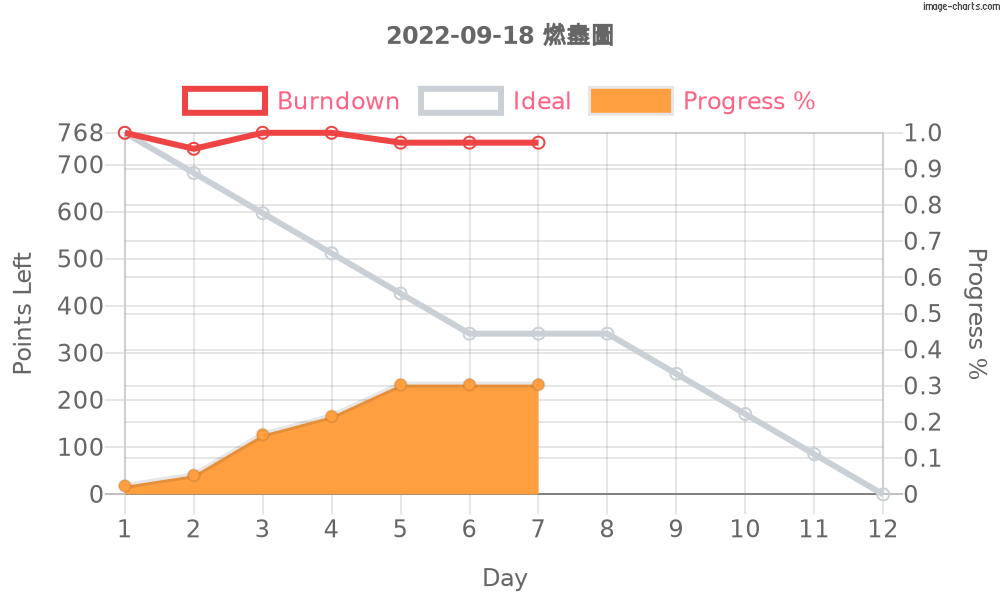 image-charts.com
2022-09-18 燃盡圖
Burndown Ideal Progress %
768 1.0
700 0.9
600 0.8
500 0.7
400 0.6
300 0.5
200 0.4
100 0.3
0 0.2
0.1
0
Points Left
Progress %
1 2 3 4 5 6 7 8 9 10 11 12
Day